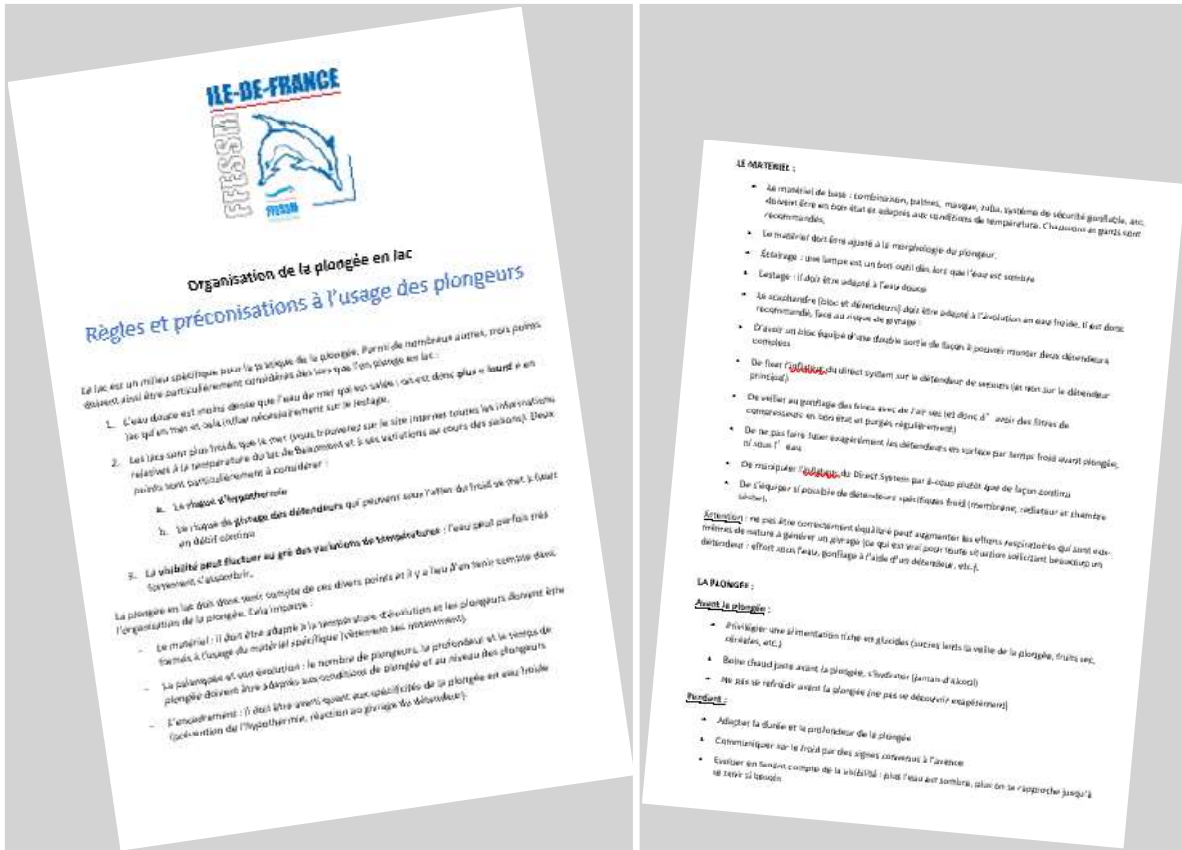 ILE-DE-FRANCE
FFESSM
FFESSM
Organisation de la plongée en lac
Règles et préconisations à l'usage des plongeurs
Le lac est un milieu spécifique pour la pratique de la plongée. Parmi de nombreux autres, trois points
doivent ainsi être particulièrement considérés dès lors que l'on plonge en lac :
1. L'eau douce est moins dense que l'eau de mer qui est salée : on est donc plus « lourd » en
lac qu'en mer et cela influe nécessairement sur le lestage.
2. Les lacs sont plus froids que la mer (vous trouverez sur le site internet toutes les informations
relatives à la température du lac de Beaumont et à ses variations au cours des saisons). Deux
points sont particulièrement à considérer :
a. Le risque d'hypothermie
b. Le risque de givrage des détendeurs qui peuvent sous l'effet du froid se met à fuser
en débit continu
3. La visibilité peut fluctuer au gré des variations de températures : l'eau peut parfois très
fortement s'assombrir.
La plongée en lac doit donc tenir compte de ces divers points et il y a lieu d'en tenir compte dans
l'organisation de la plongée. Cela impacte :
- Le matériel : il doit être adapté à la température d'évolution et les plongeurs doivent être
formés à l'usage du matériel spécifique (vêtement sec notamment)
- La palanquée et son évolution : le nombre de plongeurs, la profondeur et le temps de
plongée doivent être adaptés aux conditions de plongée et au niveau des plongeurs
- L'encadrement : il doit être averti quant aux spécificités de la plongée en eau froide
(prévention de l'hypothermie, réaction au givrage du détendeur).
LE MATERIEL :
• Le matériel de base : combinaison, palmes, masque, tuba, système de sécurité gonflable, etc.
doivent être en bon état et adaptés aux conditions de température. Chaussons et gants sont
recommandés.
• Le matériel doit être ajusté à la morphologie du plongeur.
• Éclairage : une lampe est un bon outil dès lors que l'eau est sombre
• Lestage : il doit être adapté à l'eau douce
• Le scaphandre (bloc et détendeurs) doit être adapté à l'évolution en eau froide. Il est donc
recommandé, face au risque de givrage :
• D'avoir un bloc équipé d'une double sortie de façon à pouvoir monter deux détendeurs
complets
• De fixer l'inflateur du direct system sur le détendeur de secours (et non sur le détendeur
principal)
• De veiller au gonflage des blocs avec de l'air sec (et donc d' avoir des filtres de
compresseurs en bon état et purgés régulièrement)
• De ne pas faire fuser exagérément les détendeurs en surface par temps froid avant plongée,
ni sous l' eau
• De manipuler l'inflateur du Direct System par à-coup plutôt que de façon continu
• De s'équiper si possible de détendeurs spécifiques froid (membrane, radiateur et chambre
sèche).
Attention : ne pas être correctement équilibré peut augmenter les efforts respiratoires qui sont eux-
mêmes de nature à générer un givrage (ce qui est vrai pour toute situation sollicitant beaucoup un
détendeur : effort sous l'eau, gonflage à l'aide d'un détendeur, etc.).
LA PLONGEE :
Avant la plongée :
• Privilégier une alimentation riche en glucides (sucres lents la veille de la plongée, fruits sec,
céréales, etc.)
• Boire chaud juste avant la plongée, s'hydrater (jamais d'alcool)
• Ne pas se refroidir avant la plongée (ne pas se découvrir exagérément)
Pendant :
• Adapter la durée et la profondeur de la plongée
• Communiquer sur le froid par des signes convenus à l'avance
• Evoluer en tenant compte de la visibilité : plus l'eau est sombre, plus on se rapproche jusqu'à
se tenir si besoin